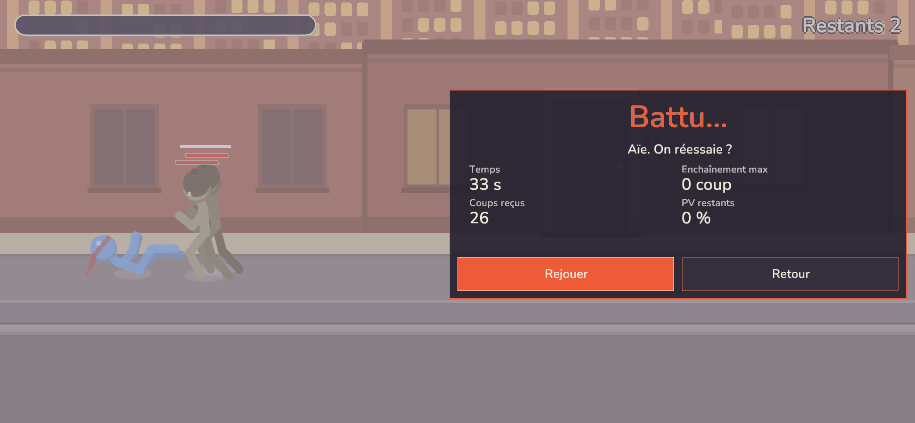 Restants 2
Battu...
Aïe. On réessaie ?
Temps
33 s
Enchaînement max
0 coup
Coups reçus
26
PV restants
0 %
Rejouer
Retour